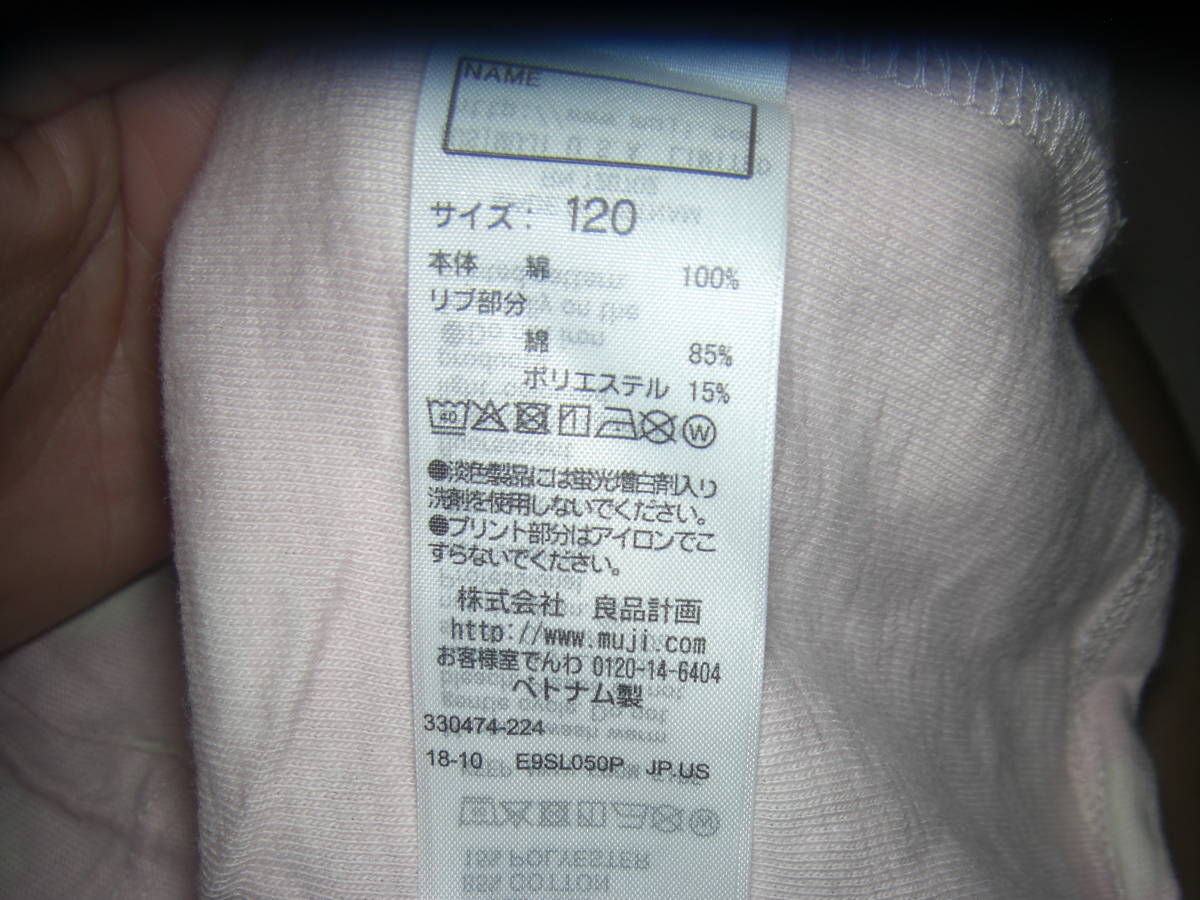 NAME
サイズ: 120
本体 綿 100%
リブ部分
綿 85%
ポリエステル 15%
40
W
●淡色製品には蛍光増白剤入り
洗剤を使用しないでください。
●プリント部分はアイロンでこ
すらないでください。
株式会社 良品計画
http://www.muji.com
お客様室でんわ 0120-14-6404
ベトナム製
330474-224
18-10 E9SL050P JP.US
15% POLYESTER
85% COTTON